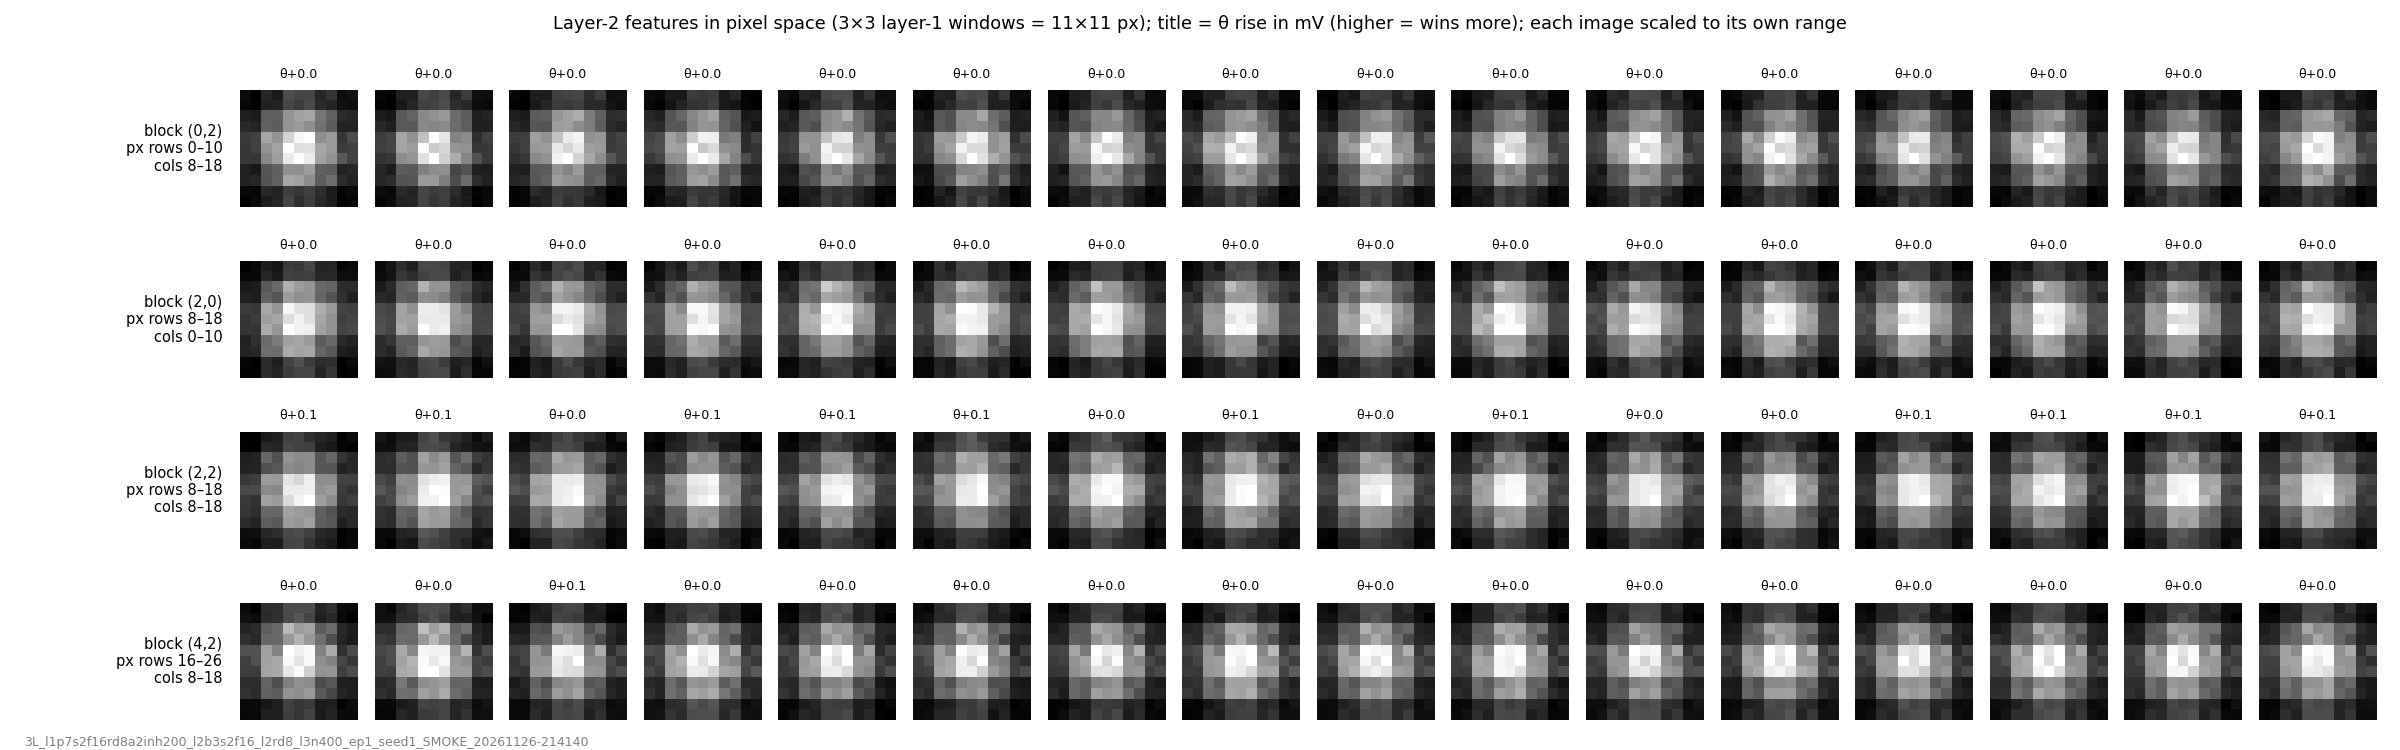 Layer-2 features in pixel space (3×3 layer-1 windows = 11×11 px); title = θ rise in mV (higher = wins more); each image scaled to its own range
θ+0.0 θ+0.0 θ+0.0 θ+0.0 θ+0.0 θ+0.0 θ+0.0 θ+0.0 θ+0.0 θ+0.0 θ+0.0 θ+0.0 θ+0.0 θ+0.0 θ+0.0 θ+0.0
block (0,2)
px rows 0–10
cols 8–18
θ+0.0 θ+0.0 θ+0.0 θ+0.0 θ+0.0 θ+0.0 θ+0.0 θ+0.0 θ+0.0 θ+0.0 θ+0.0 θ+0.0 θ+0.0 θ+0.0 θ+0.0 θ+0.0
block (2,0)
px rows 8–18
cols 0–10
θ+0.1 θ+0.1 θ+0.0 θ+0.1 θ+0.1 θ+0.1 θ+0.0 θ+0.1 θ+0.0 θ+0.1 θ+0.0 θ+0.0 θ+0.1 θ+0.1 θ+0.1 θ+0.1
block (2,2)
px rows 8–18
cols 8–18
θ+0.0 θ+0.0 θ+0.1 θ+0.0 θ+0.0 θ+0.0 θ+0.0 θ+0.0 θ+0.0 θ+0.0 θ+0.0 θ+0.0 θ+0.0 θ+0.0 θ+0.0 θ+0.0
block (4,2)
px rows 16–26
cols 8–18
3L_l1p7s2f16rd8a2inh200_l2b3s2f16_l2rd8_l3n400_ep1_seed1_SMOKE_20261126-214140